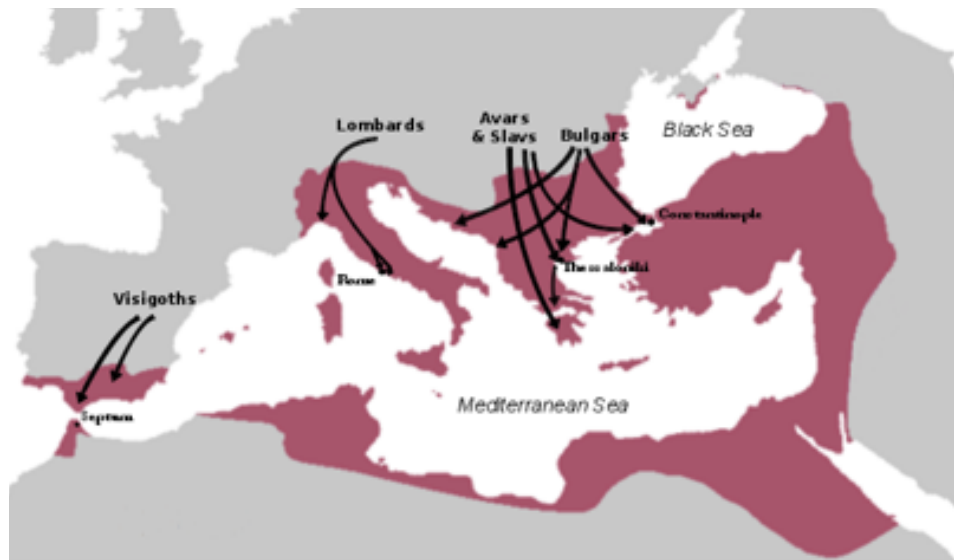 Lombards
Avars
& Slavs
Bulgars
Black Sea
Constantinople
Thessaloniki
Rome
Visigoths
Mediterranean Sea
Septum